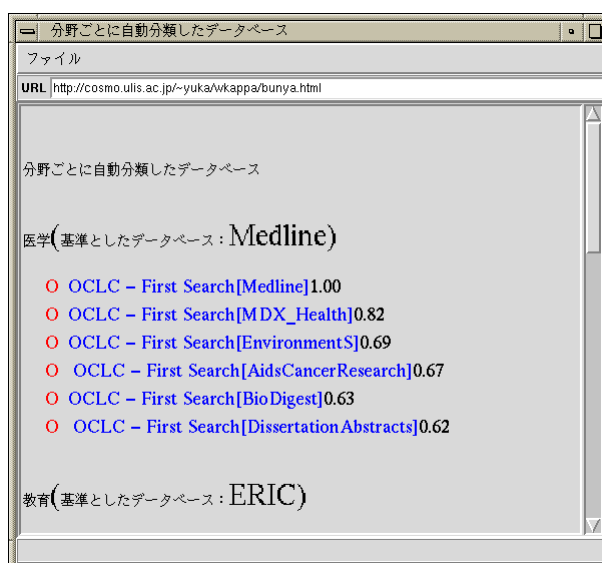 分野ごとに自動分類したデータベース
ファイル
URL http://cosmo.ulis.ac.jp/~yuka/wkappa/bunya.html
分野ごとに自動分類したデータベース
医学(基準としたデータベース：Medline)
O OCLC – First Search[Medline]1.00
O OCLC – First Search[MDX_Health]0.82
O OCLC – First Search[EnvironmentS]0.69
O OCLC – First Search[AidsCancerResearch]0.67
O OCLC – First Search[BioDigest]0.63
O OCLC – First Search[DissertationAbstracts]0.62
教育(基準としたデータベース：ERIC)